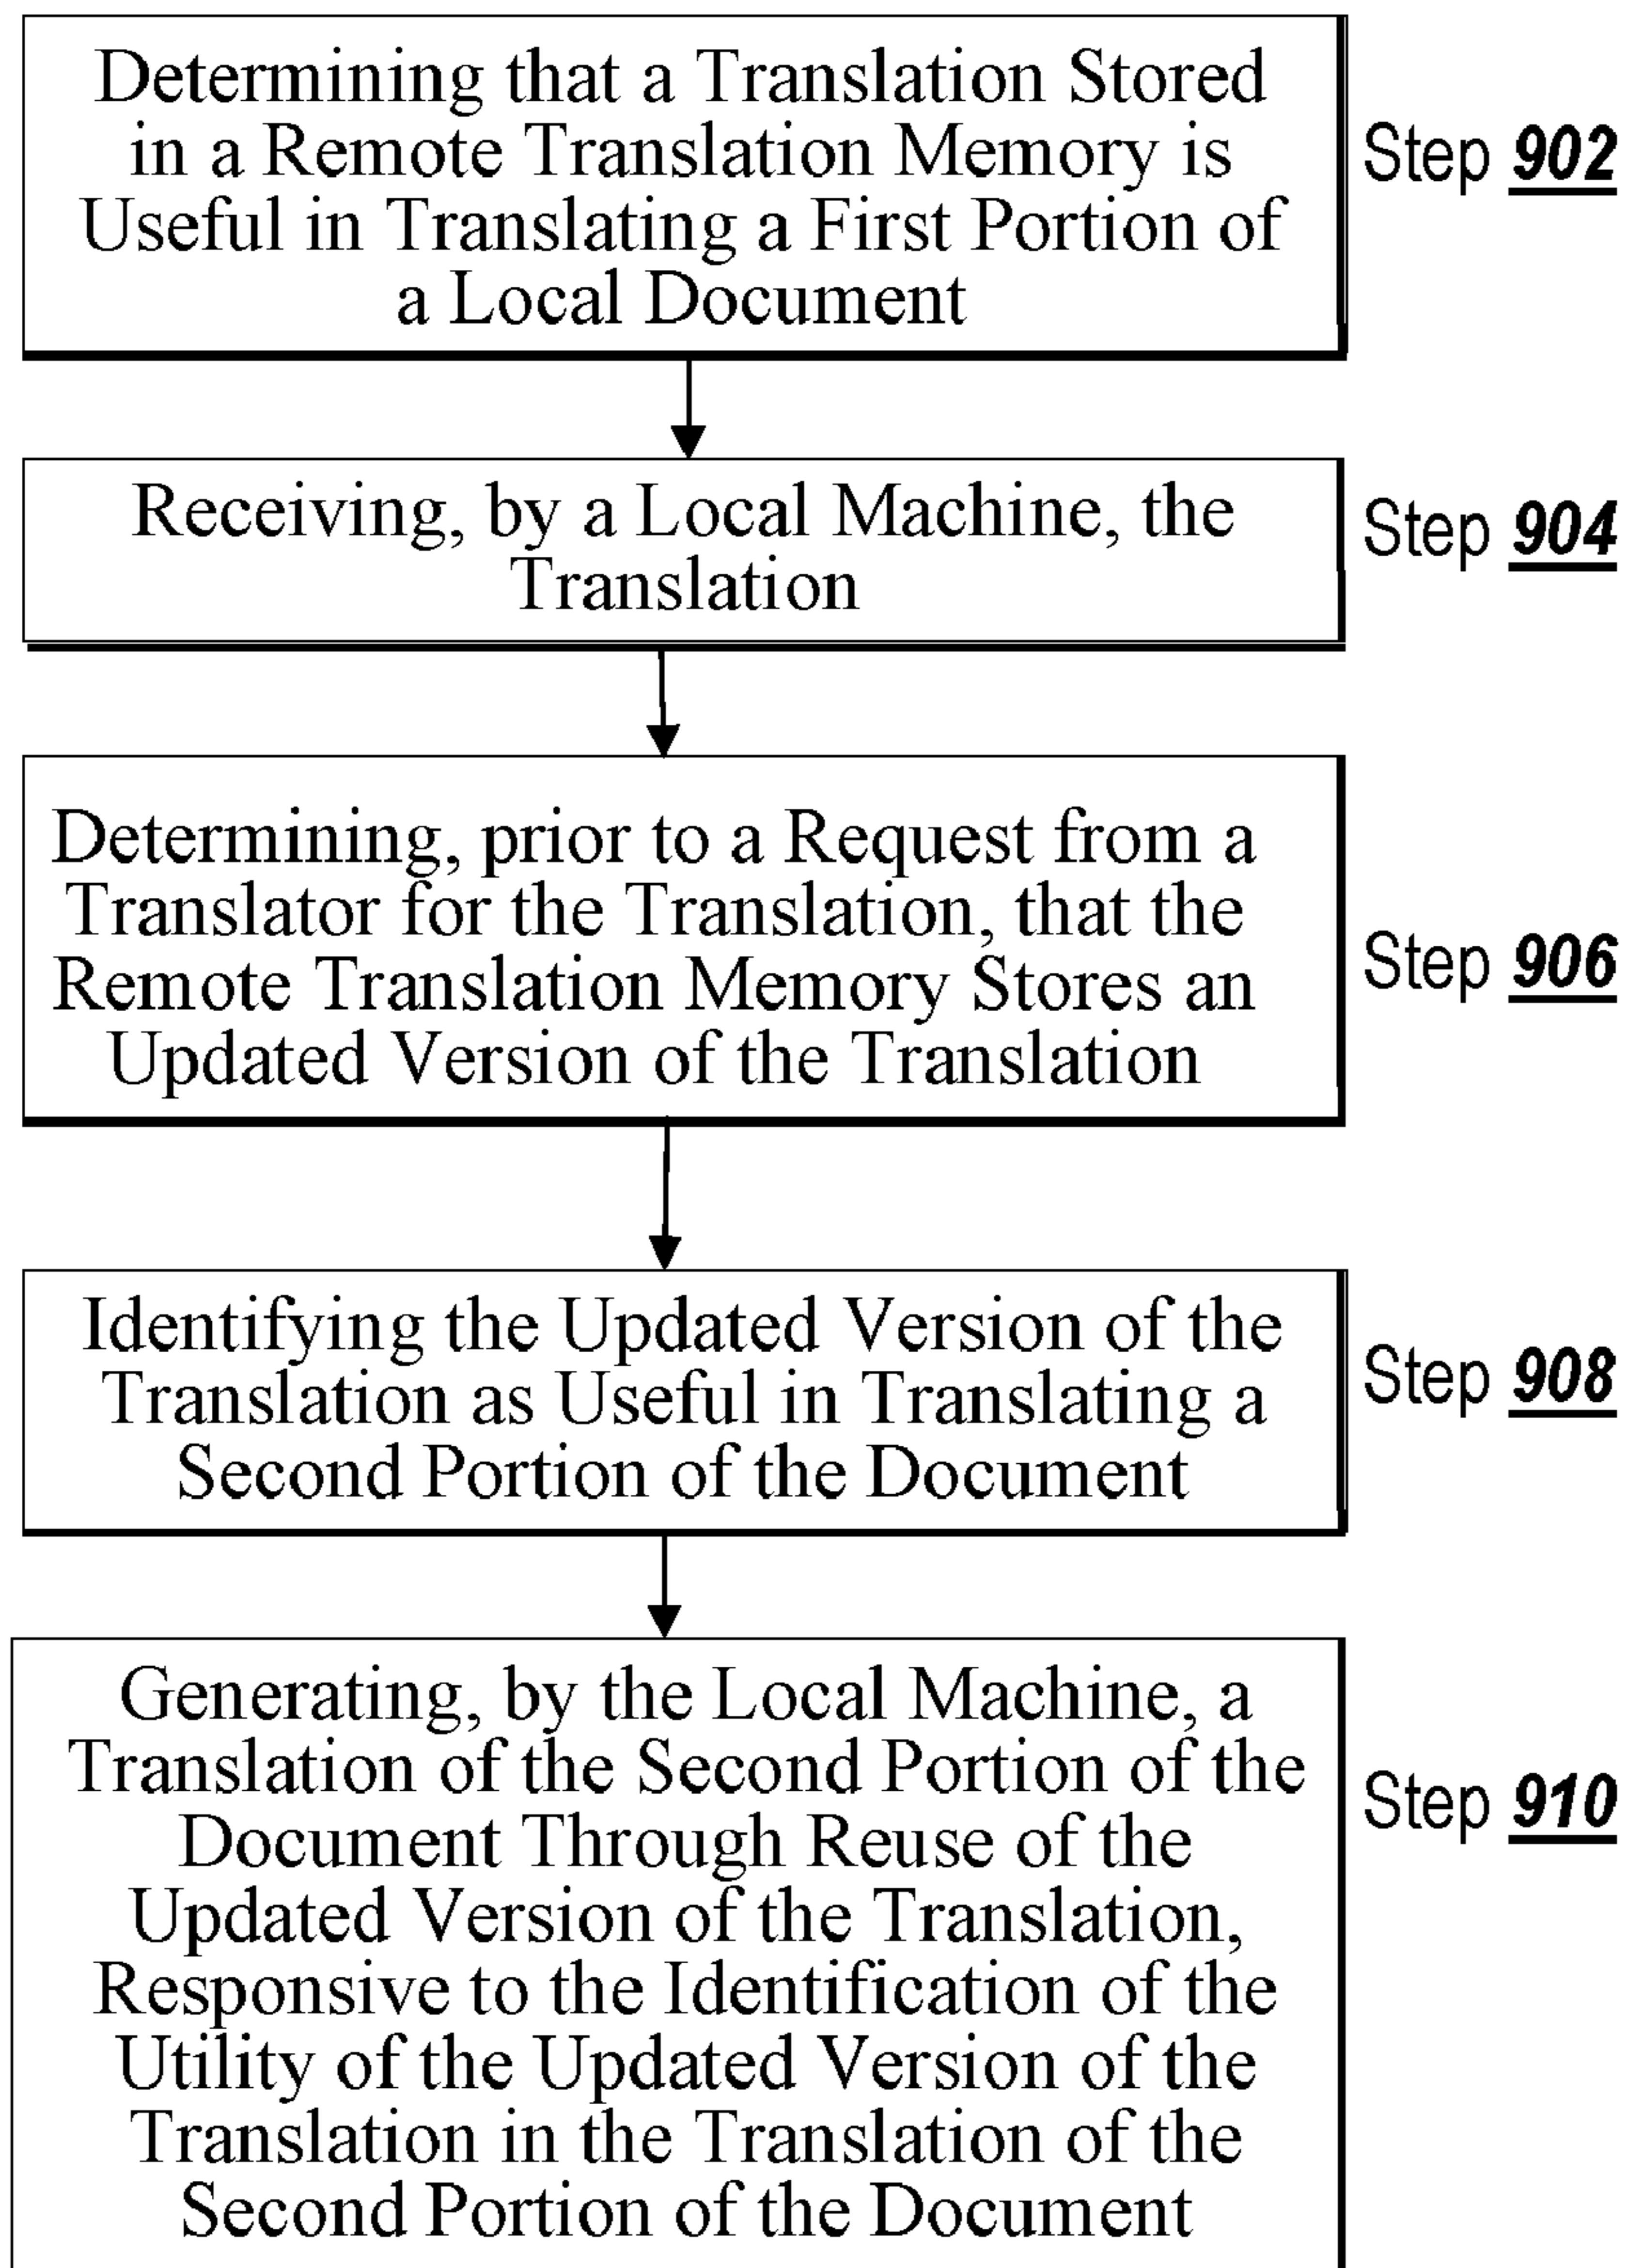 Determining that a Translation Stored
in a Remote Translation Memory is
Useful in Translating a First Portion of
a Local Document
Step 902
Receiving, by a Local Machine, the
Translation
Step 904
Determining, prior to a Request from a
Translator for the Translation, that the
Remote Translation Memory Stores an
Updated Version of the Translation
Step 906
Identifying the Updated Version of the
Translation as Useful in Translating a
Second Portion of the Document
Step 908
Generating, by the Local Machine, a
Translation of the Second Portion of the
Document Through Reuse of the
Updated Version of the Translation,
Responsive to the Identification of the
Utility of the Updated Version of the
Translation in the Translation of the
Second Portion of the Document
Step 910